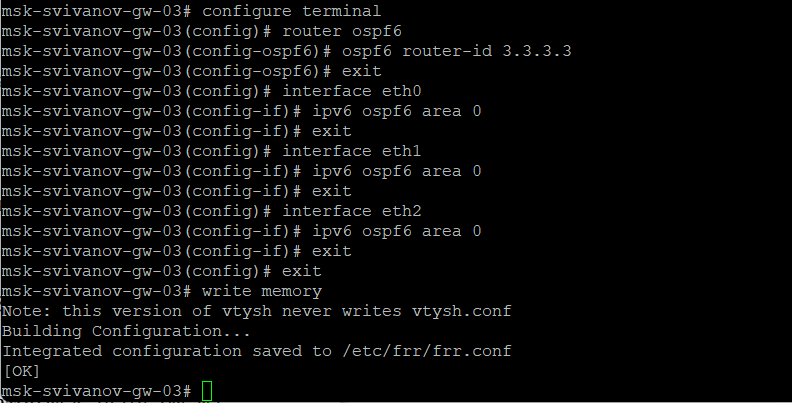 msk-svivanov-gw-03# configure terminal
msk-svivanov-gw-03(config)# router ospf6
msk-svivanov-gw-03(config-ospf6)# ospf6 router-id 3.3.3.3
msk-svivanov-gw-03(config-ospf6)# exit
msk-svivanov-gw-03(config)# interface eth0
msk-svivanov-gw-03(config-if)# ipv6 ospf6 area 0
msk-svivanov-gw-03(config-if)# exit
msk-svivanov-gw-03(config)# interface eth1
msk-svivanov-gw-03(config-if)# ipv6 ospf6 area 0
msk-svivanov-gw-03(config-if)# exit
msk-svivanov-gw-03(config)# interface eth2
msk-svivanov-gw-03(config-if)# ipv6 ospf6 area 0
msk-svivanov-gw-03(config-if)# exit
msk-svivanov-gw-03(config)# exit
msk-svivanov-gw-03# write memory
Note: this version of vtysh never writes vtysh.conf
Building Configuration...
Integrated configuration saved to /etc/frr/frr.conf
[OK]
msk-svivanov-gw-03#